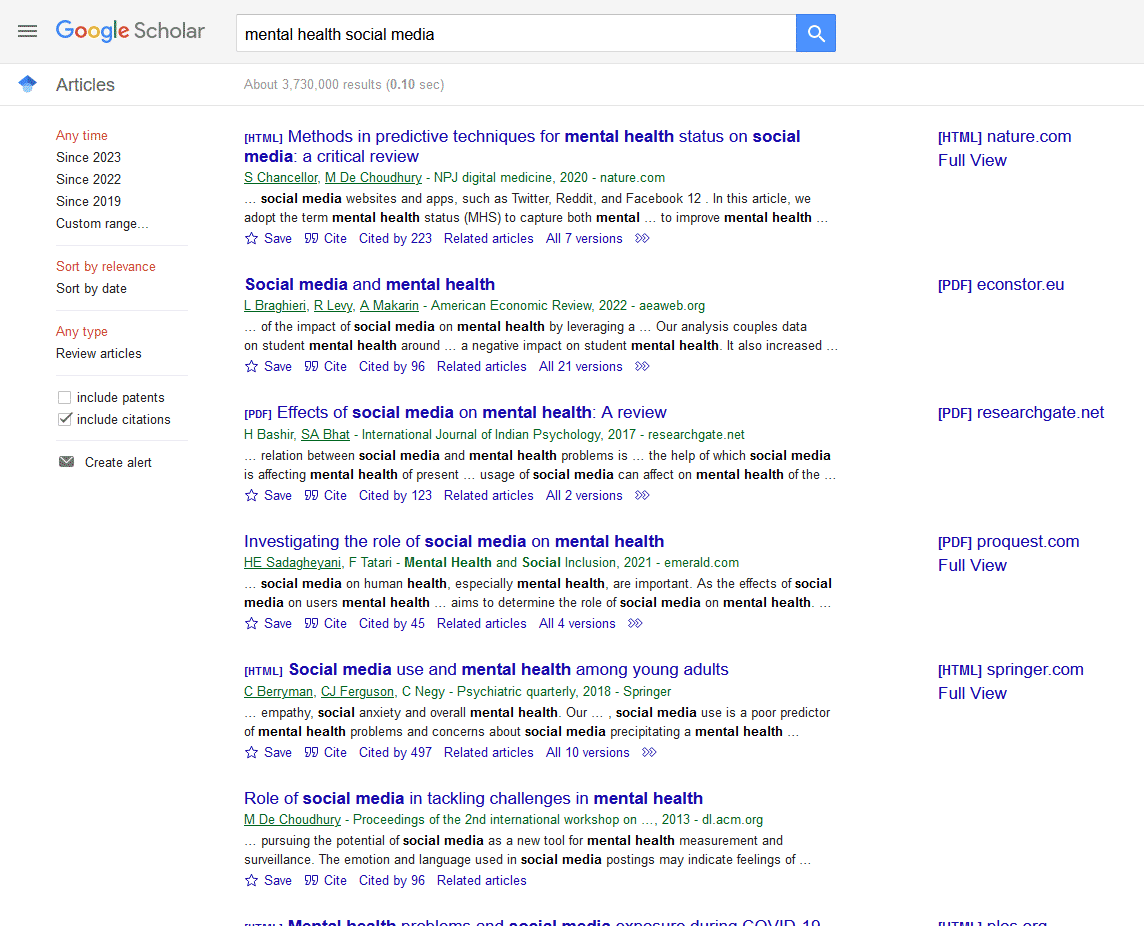 Google Scholar
mental health social media
Articles
About 3,730,000 results (0.10 sec)
Any time
Since 2023
Since 2022
Since 2019
Custom range...
Sort by relevance
Sort by date
Any type
Review articles
include patents
include citations
Create alert
[HTML] Methods in predictive techniques for mental health status on social
media: a critical review
S Chancellor, M De Choudhury - NPJ digital medicine, 2020 - nature.com
… social media websites and apps, such as Twitter, Reddit, and Facebook 12 . In this article, we
adopt the term mental health status (MHS) to capture both mental … to improve mental health …
Save Cite Cited by 223 Related articles All 7 versions
[HTML] nature.com
Full View
Social media and mental health
L Braghieri, R Levy, A Makarin - American Economic Review, 2022 - aeaweb.org
… of the impact of social media on mental health by leveraging a … Our analysis couples data
on student mental health around … a negative impact on student mental health. It also increased …
Save Cite Cited by 96 Related articles All 21 versions
[PDF] econstor.eu
[PDF] Effects of social media on mental health: A review
H Bashir, SA Bhat - International Journal of Indian Psychology, 2017 - researchgate.net
… relation between social media and mental health problems is … the help of which social media
is affecting mental health of present … usage of social media can affect on mental health of the …
Save Cite Cited by 123 Related articles All 2 versions
[PDF] researchgate.net
Investigating the role of social media on mental health
HE Sadagheyani, F Tatari - Mental Health and Social Inclusion, 2021 - emerald.com
… social media on human health, especially mental health, are important. As the effects of social
media on users mental health … aims to determine the role of social media on mental health. …
Save Cite Cited by 45 Related articles All 4 versions
[PDF] proquest.com
Full View
[HTML] Social media use and mental health among young adults
C Berryman, CJ Ferguson, C Negy - Psychiatric quarterly, 2018 - Springer
… empathy, social anxiety and overall mental health. Our … , social media use is a poor predictor
of mental health problems and concerns about social media precipitating a mental health …
Save Cite Cited by 497 Related articles All 10 versions
[HTML] springer.com
Full View
Role of social media in tackling challenges in mental health
M De Choudhury - Proceedings of the 2nd international workshop on …, 2013 - dl.acm.org
… pursuing the potential of social media as a new tool for mental health measurement and
surveillance. The emotion and language used in social media postings may indicate feelings of …
Save Cite Cited by 96 Related articles
[HTML] Mental health problems and social media exposure during COVID-19
[HTML] plos.org